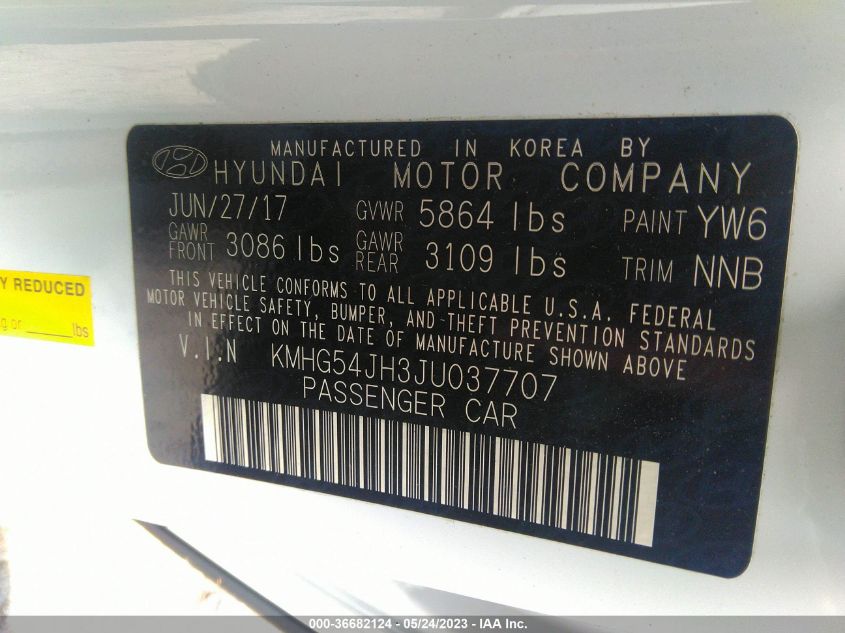 MANUFACTURED IN KOREA BY
HYUNDAI MOTOR COMPANY
JUN/27/17 GVWR 5864 lbs PAINT YW6
GAWR FRONT 3086 lbs GAWR REAR 3109 lbs TRIM NNB
THIS VEHICLE CONFORMS TO ALL APPLICABLE U.S.A. FEDERAL
MOTOR VEHICLE SAFETY, BUMPER, AND THEFT PREVENTION STANDARDS
IN EFFECT ON THE DATE OF MANUFACTURE SHOWN ABOVE
V.I.N KMHG54JH3JU037707
PASSENGER CAR
Y REDUCED
or ______lbs
000-36682124 - 05/24/2023 - IAA Inc.